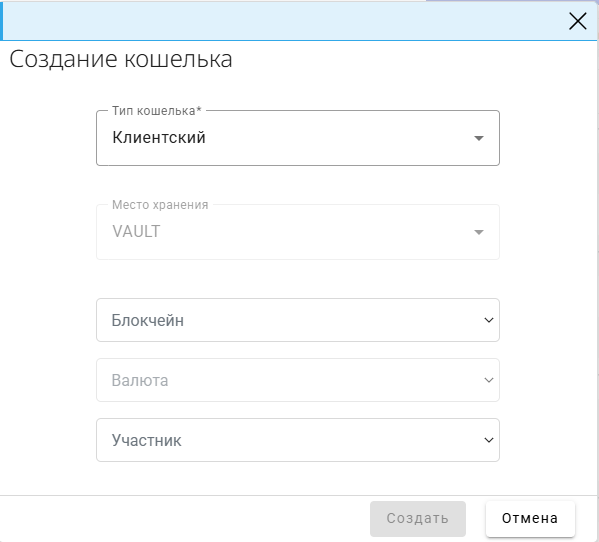 Создание кошелька
Тип кошелька*
Клиентский
Место хранения
VAULT
Блокчейн
Валюта
Участник
Создать
Отмена